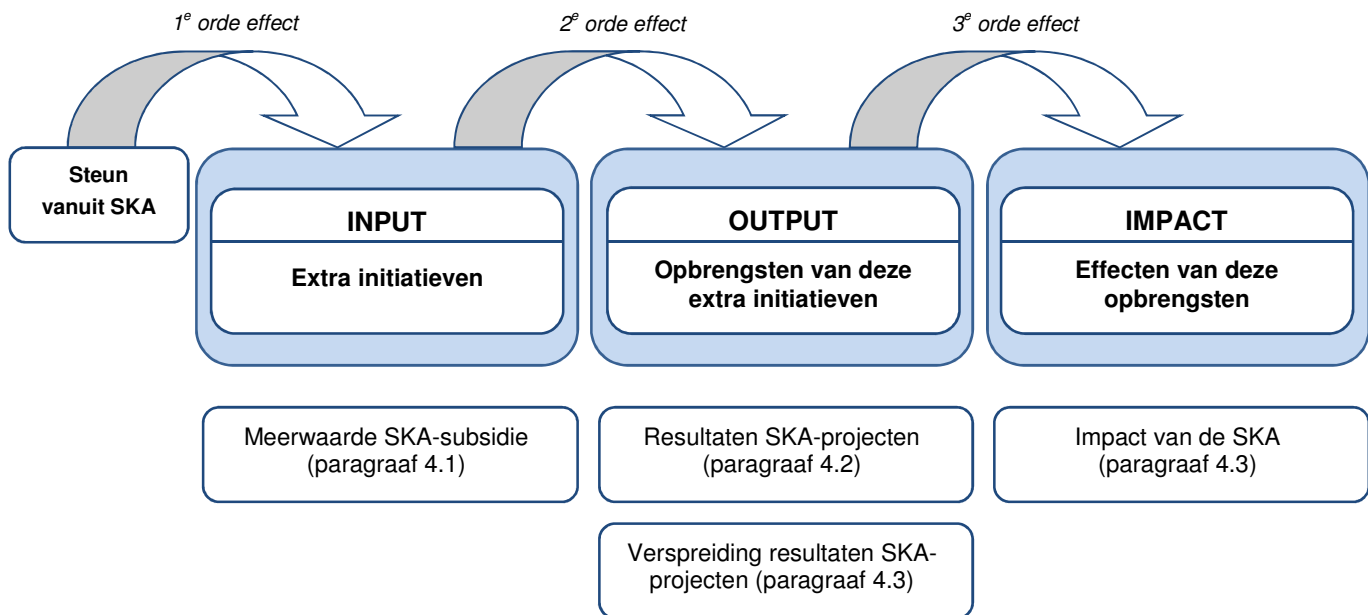 1e orde effect
2e orde effect
3e orde effect
Steun
vanuit SKA
INPUT
Extra initiatieven
OUTPUT
Opbrengsten van deze
extra initiatieven
IMPACT
Effecten van deze
opbrengsten
Meerwaarde SKA-subsidie
(paragraaf 4.1)
Resultaten SKA-projecten
(paragraaf 4.2)
Impact van de SKA
(paragraaf 4.3)
Verspreiding resultaten SKA-
projecten (paragraaf 4.3)